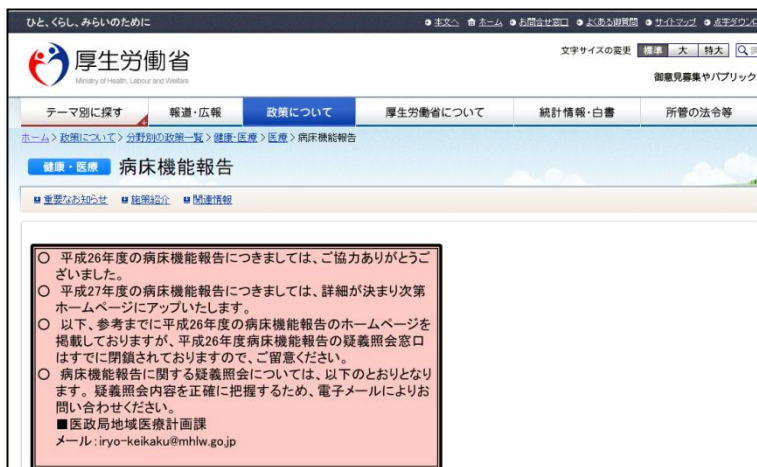 ひと、くらし、みらいのために
本文へ ホーム お問合せ窓口 よくある御質問 サイトマップ 点字ダウンロ
厚生労働省
Ministry of Health, Labour and Welfare
文字サイズの変更 標準 大 特大
御意見募集やパブリック
テーマ別に探す 報道・広報 政策について 厚生労働省について 統計情報・白書 所管の法令等
ホーム > 政策について > 分野別の政策一覧 > 健康・医療 > 医療 > 病床機能報告
健康・医療 病床機能報告
重要なお知らせ 施策紹介 関連情報
○ 平成26年度の病床機能報告につきましては、ご協力ありがとうご
ざいました。
○ 平成27年度の病床機能報告につきましては、詳細が決まり次第
ホームページにアップいたします。
○ 以下、参考までに平成26年度の病床機能報告のホームページを
掲載しておりますが、平成26年度病床機能報告の疑義照会窓口
はすでに閉鎖されておりますので、ご留意ください。
○ 病床機能報告に関する疑義照会については、以下のとおりとなり
ます。疑義照会内容を正確に把握するため、電子メールによりお
問い合わせください。
■医政局地域医療計画課
メール:iryo-keikaku@mhlw.go.jp